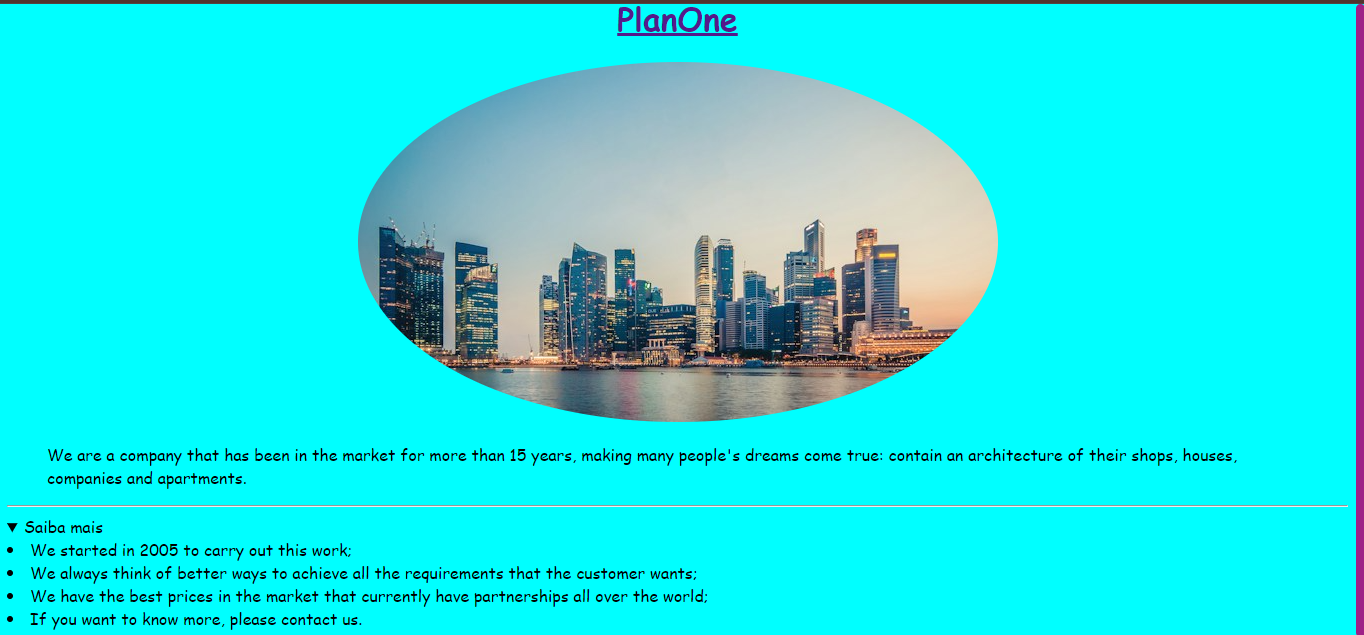 PlanOne
We are a company that has been in the market for more than 15 years, making many people's dreams come true: contain an architecture of their shops, houses,
companies and apartments.
▼ Saiba mais
• We started in 2005 to carry out this work;
• We always think of better ways to achieve all the requirements that the customer wants;
• We have the best prices in the market that currently have partnerships all over the world;
• If you want to know more, please contact us.